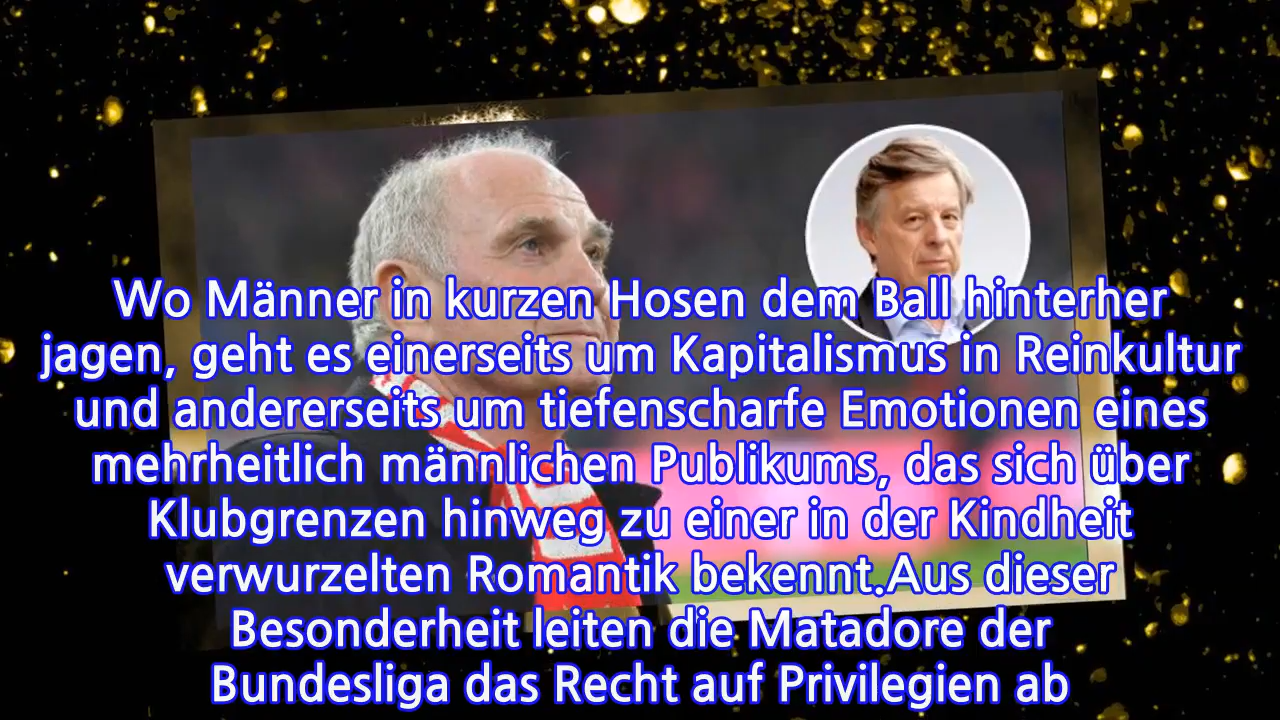 Wo Männer in kurzen Hosen dem Ball hinterher
jagen, geht es einerseits um Kapitalismus in Reinkultur
und andererseits um tiefenscharfe Emotionen eines
mehrheitlich männlichen Publikums, das sich über
Klubgrenzen hinweg zu einer in der Kindheit
verwurzelten Romantik bekennt.Aus dieser
Besonderheit leiten die Matadore der
Bundesliga das Recht auf Privilegien ab